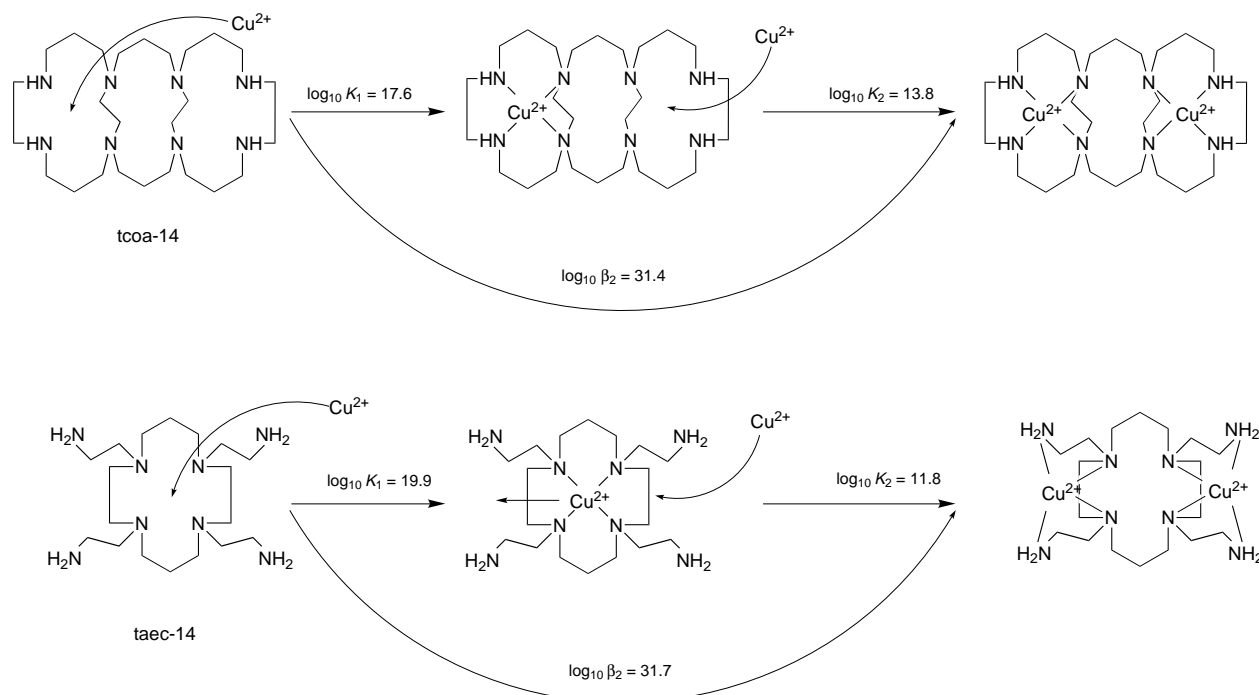 Cu2+
HN N N NH
HN N N NH
tcoa-14
log10 K1 = 17.6
HN N N NH
Cu2+
HN N N NH
Cu2+
log10 K2 = 13.8
HN N N NH
Cu2+ Cu2+
HN N N NH
log10 β2 = 31.4
Cu2+
H2N NH2
N N
N N
H2N NH2
taec-14
log10 K1 = 19.9
H2N NH2
N N
Cu2+
N N
H2N NH2
Cu2+
log10 K2 = 11.8
H2N NH2
N N
Cu2+ Cu2+
N N
H2N NH2
log10 β2 = 31.7